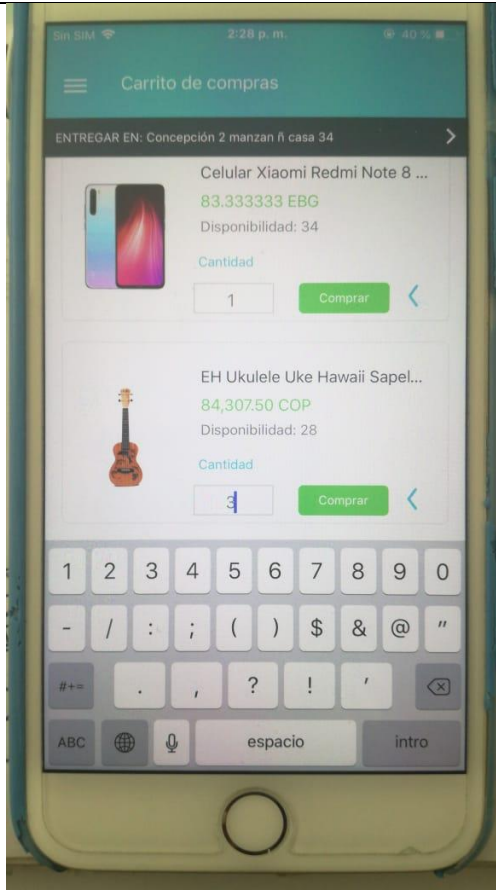 Sin SIM 2:28 p. m. @ 40 %
Carrito de compras
ENTREGAR EN: Concepción 2 manzan ñ casa 34
Celular Xiaomi Redmi Note 8 ...
83.333333 EBG
Disponibilidad: 34
Cantidad
1 Comprar
EH Ukulele Uke Hawaii Sapel...
84,307.50 COP
Disponibilidad: 28
Cantidad
3 Comprar
1 2 3 4 5 6 7 8 9 0
- / : ; ( ) $ & @ "
#+= . , ? ! ' 
ABC espacio intro